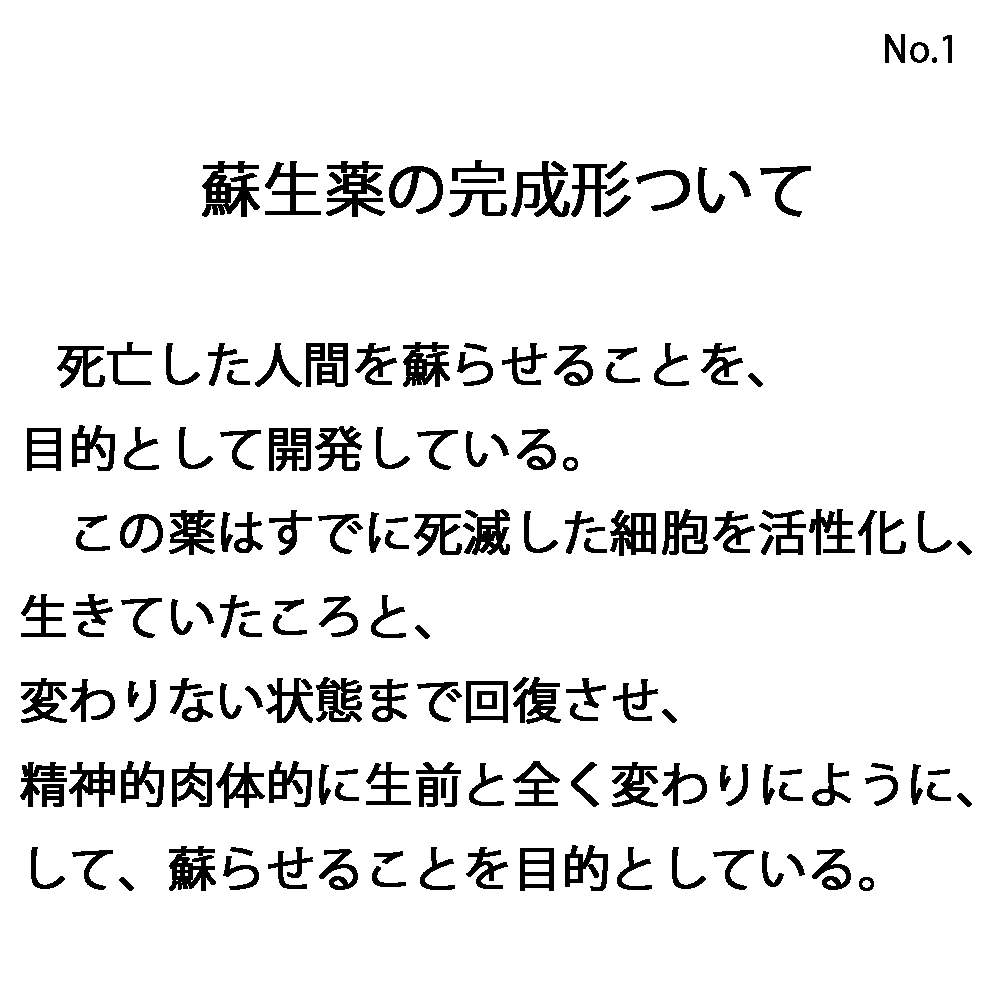 No.1
蘇生薬の完成形ついて
死亡した人間を蘇らせることを、
目的として開発している。
この薬はすでに死滅した細胞を活性化し、
生きていたころと、
変わりない状態まで回復させ、
精神的肉体的に生前と全く変わりにように、
して、蘇らせることを目的としている。